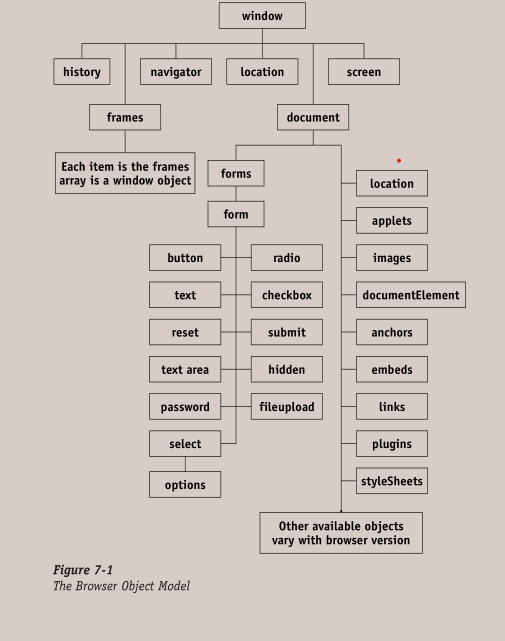 window
history
navigator
location
screen
frames
document
Each item is the frames
array is a window object
forms
location
form
applets
button
radio
images
text
checkbox
documentElement
reset
submit
anchors
text area
hidden
embeds
password
fileupload
links
select
plugins
options
styleSheets
Other available objects
vary with browser version
Figure 7-1
The Browser Object Model